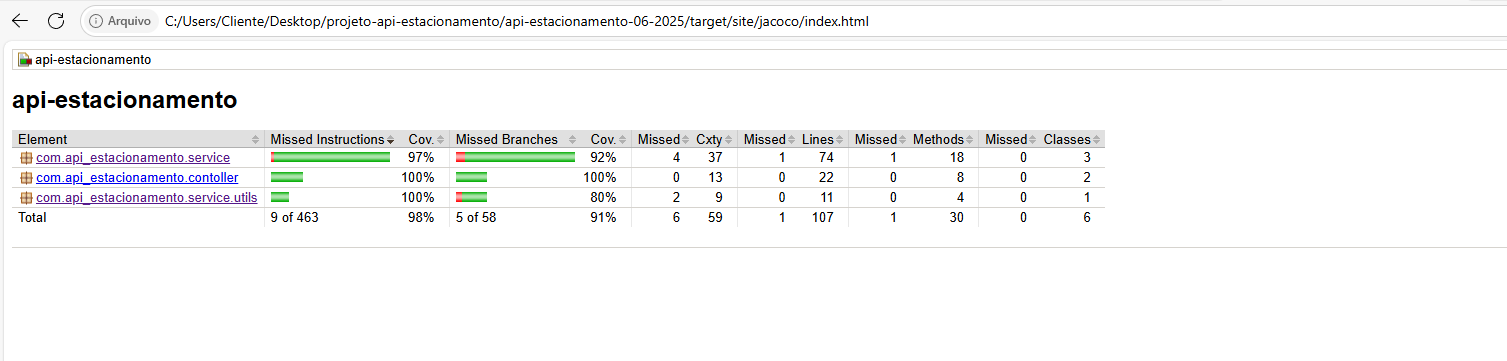 Arquivo C:/Users/Cliente/Desktop/projeto-api-estacionamento/api-estacionamento-06-2025/target/site/jacoco/index.html
api-estacionamento
api-estacionamento
Element Missed Instructions Cov. Missed Branches Cov. Missed Cxty Missed Lines Missed Methods Missed Classes
com.api_estacionamento.service 97% 92% 4 37 1 74 1 18 0 3
com.api_estacionamento.contoller 100% 100% 0 13 0 22 0 8 0 2
com.api_estacionamento.service.utils 100% 80% 2 9 0 11 0 4 0 1
Total 9 of 463 98% 5 of 58 91% 6 59 1 107 1 30 0 6